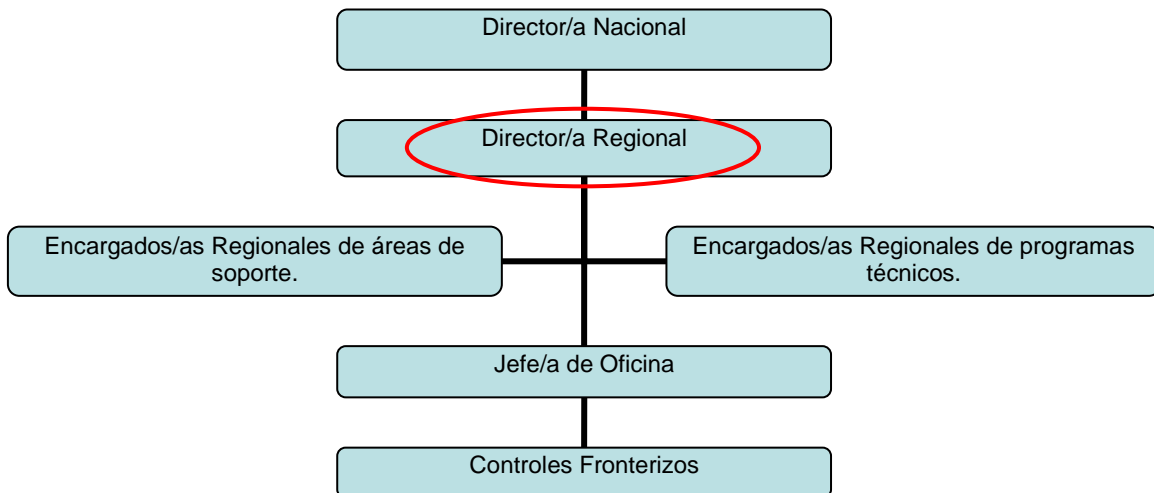 Director/a Nacional
Director/a Regional
Encargados/as Regionales de áreas de
soporte.
Encargados/as Regionales de programas
técnicos.
Jefe/a de Oficina
Controles Fronterizos